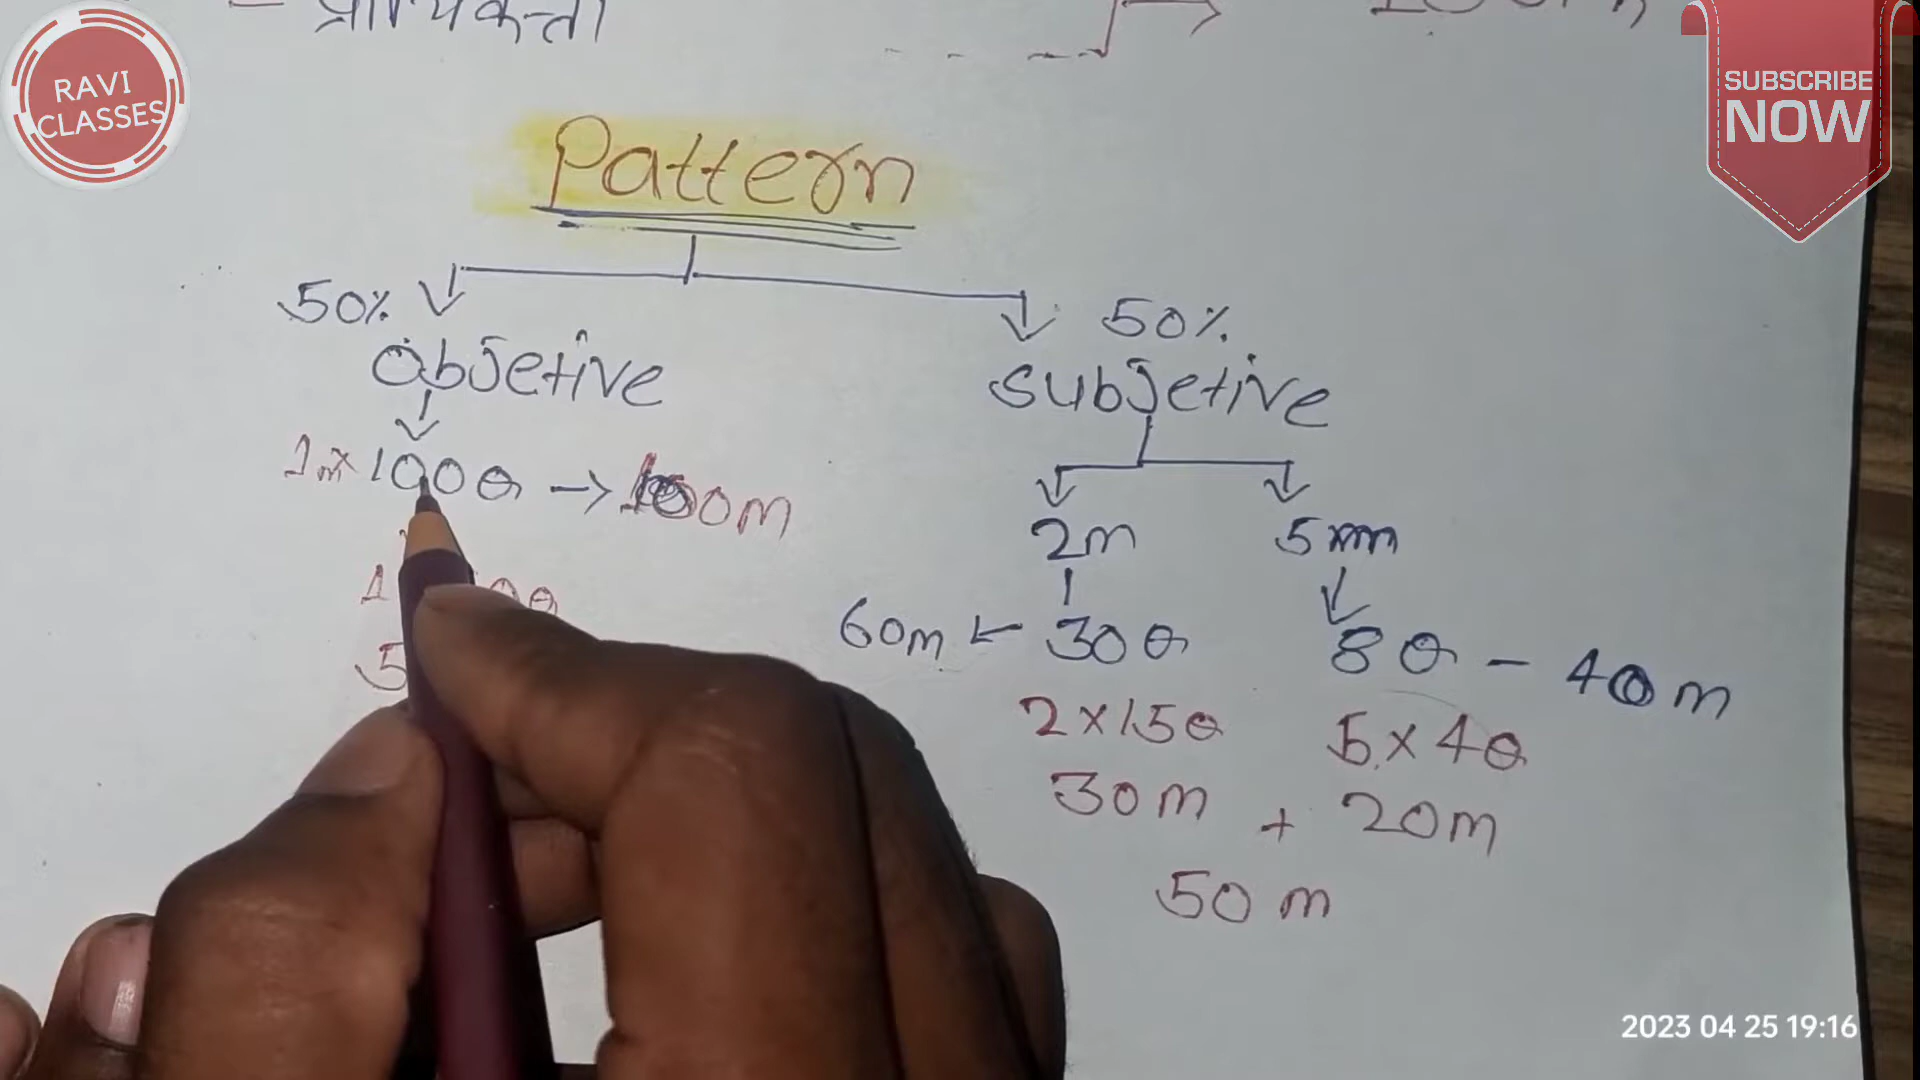 – प्रायिकता
RAVI
CLASSES
SUBSCRIBE
NOW
Pattern
50%
50%
Objetive
Subjetive
1m × 100Q → 100m
2m
5m
60m ← 30Q
8Q – 40m
2×15Q
5×4Q
30m + 20m
50m
2023 04 25 19:16